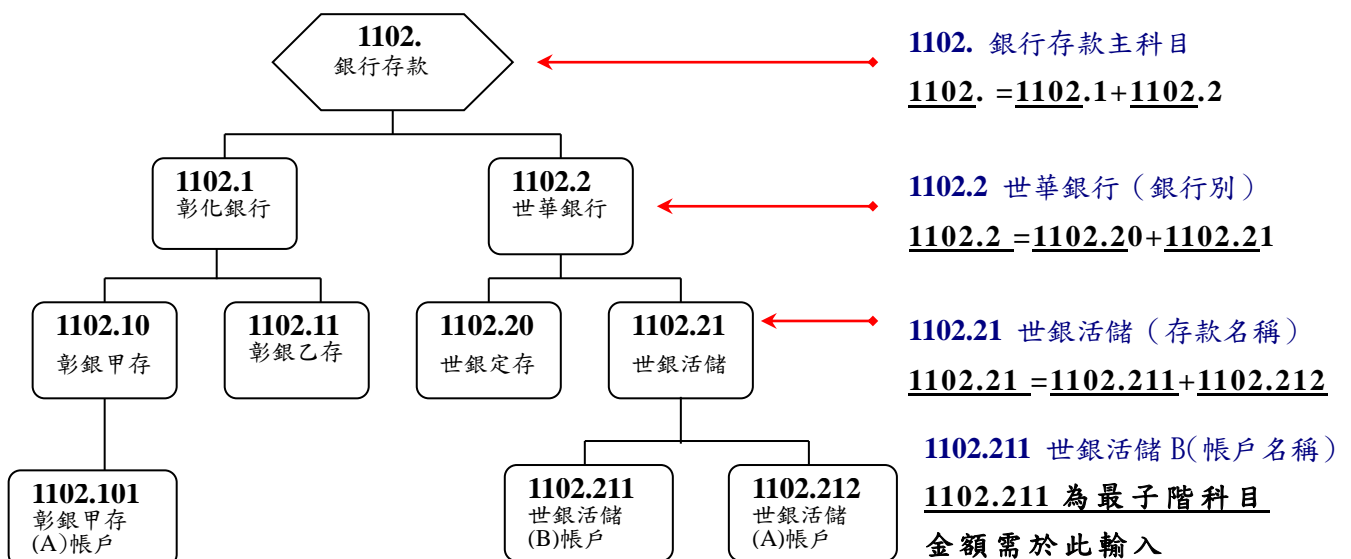 1102.
銀行存款
1102. 銀行存款主科目
1102. =1102.1+1102.2
1102.1
彰化銀行
1102.2
世華銀行
1102.2 世華銀行（銀行別）
1102.2 =1102.20+1102.21
1102.10
彰銀甲存
1102.11
彰銀乙存
1102.20
世銀定存
1102.21
世銀活儲
1102.21 世銀活儲（存款名稱）
1102.21 =1102.211+1102.212
1102.101
彰銀甲存
(A)帳戶
1102.211
世銀活儲
(B)帳戶
1102.212
世銀活儲
(A)帳戶
1102.211 世銀活儲 B(帳戶名稱)
1102.211 為最子階科目
金額需於此輸入